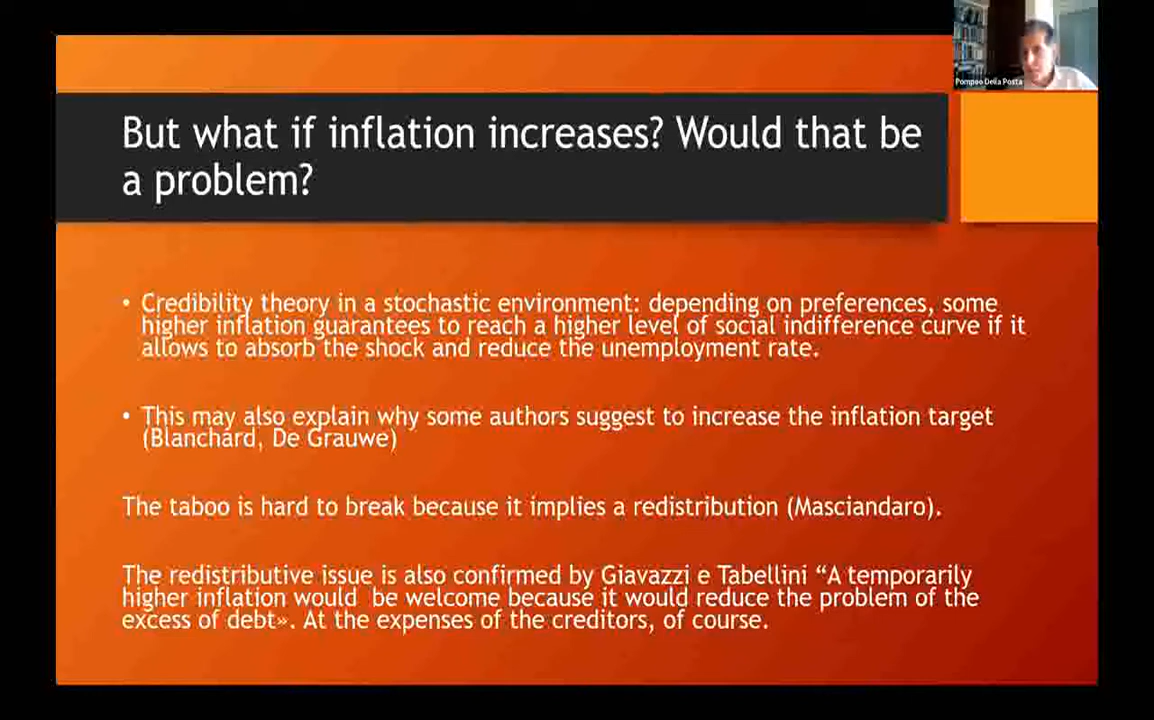 Pompeo Della Posta
But what if inflation increases? Would that be
a problem?
• Credibility theory in a stochastic environment: depending on preferences, some
higher inflation guarantees to reach a higher level of social indifference curve if it
allows to absorb the shock and reduce the unemployment rate.
• This may also explain why some authors suggest to increase the inflation target
(Blanchard, De Grauwe)
The taboo is hard to break because it implies a redistribution (Masciandaro).
The redistributive issue is also confirmed by Giavazzi e Tabellini “A temporarily
higher inflation would be welcome because it would reduce the problem of the
excess of debt». At the expenses of the creditors, of course.